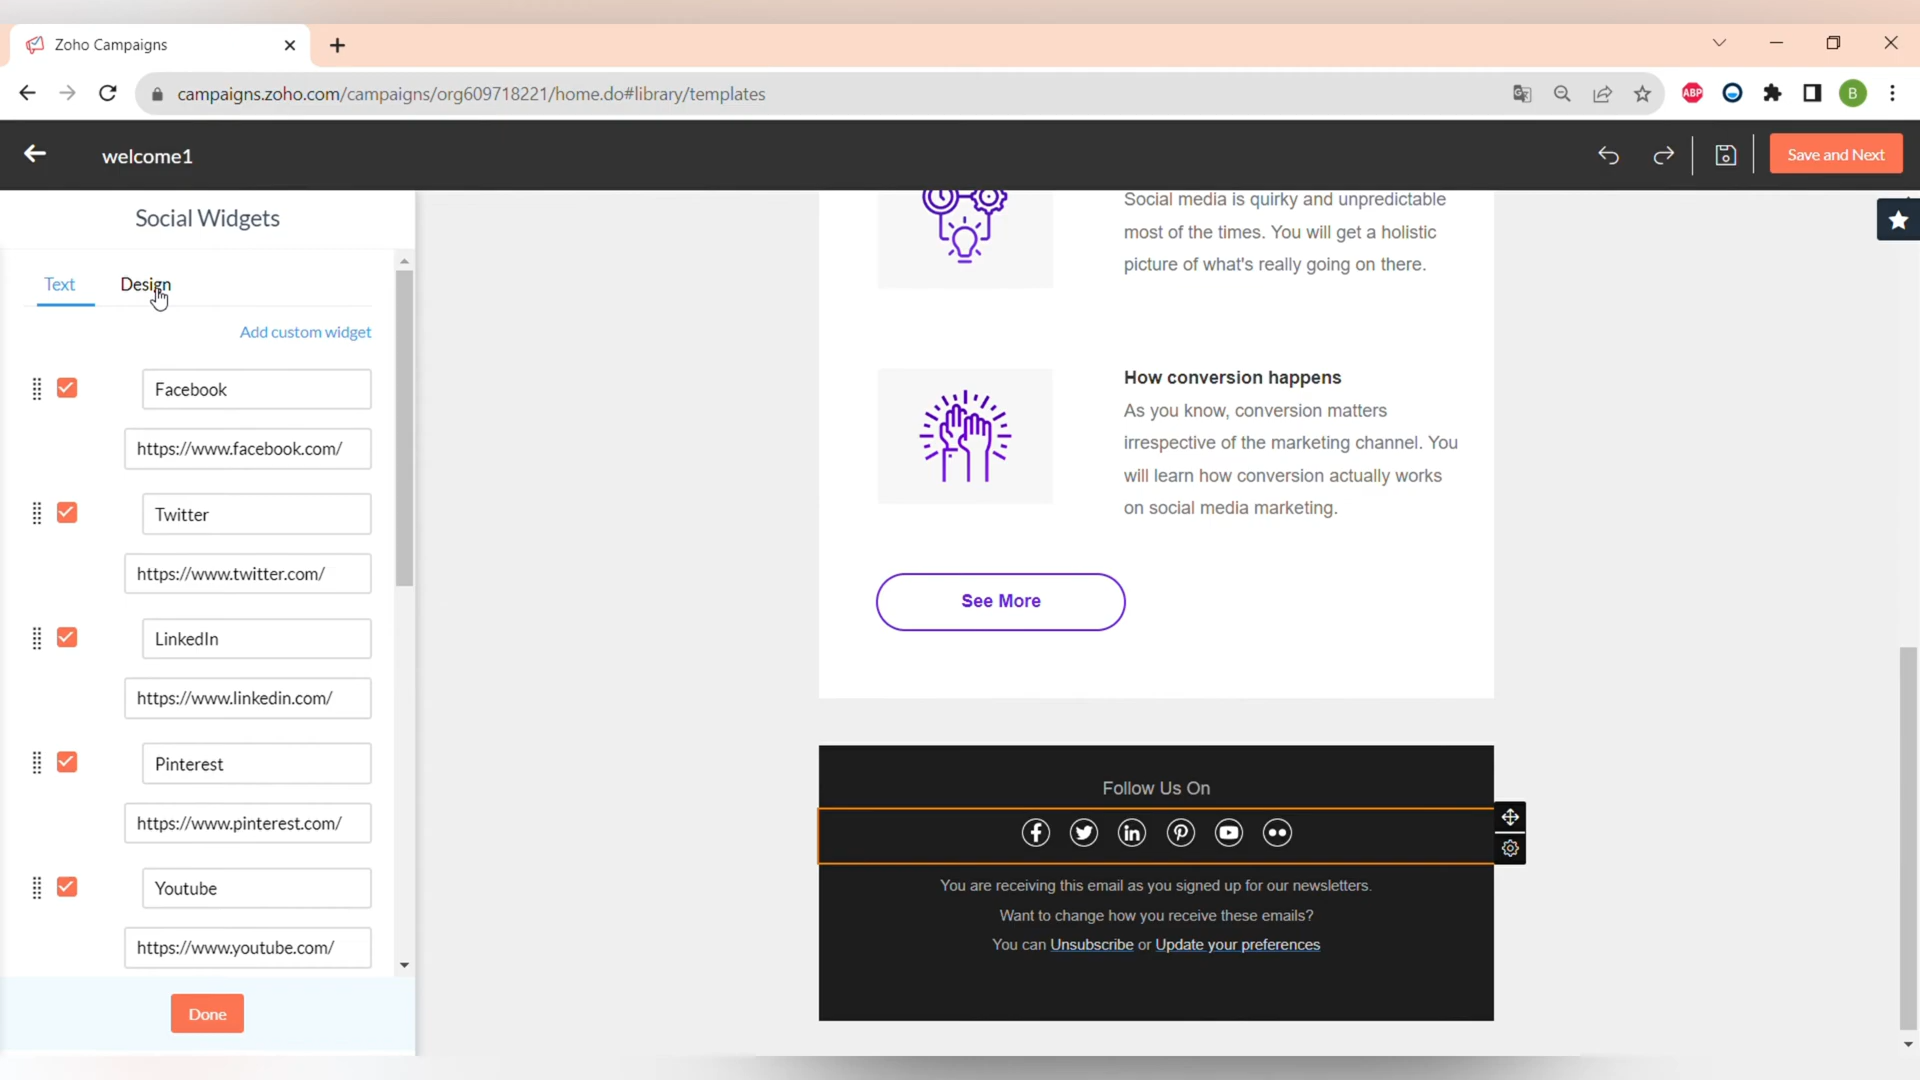 Zoho Campaigns
campaigns.zoho.com/campaigns/org609718221/home.do#library/templates
ABP
B
welcome1
Save and Next
Social Widgets
Text
Design
Add custom widget
Facebook
https://www.facebook.com/
Twitter
https://www.twitter.com/
LinkedIn
https://www.linkedin.com/
Pinterest
https://www.pinterest.com/
Youtube
https://www.youtube.com/
Done
Social media is quirky and unpredictable
most of the times. You will get a holistic
picture of what's really going on there.
How conversion happens
As you know, conversion matters
irrespective of the marketing channel. You
will learn how conversion actually works
on social media marketing.
See More
Follow Us On
You are receiving this email as you signed up for our newsletters.
Want to change how you receive these emails?
You can Unsubscribe or Update your preferences